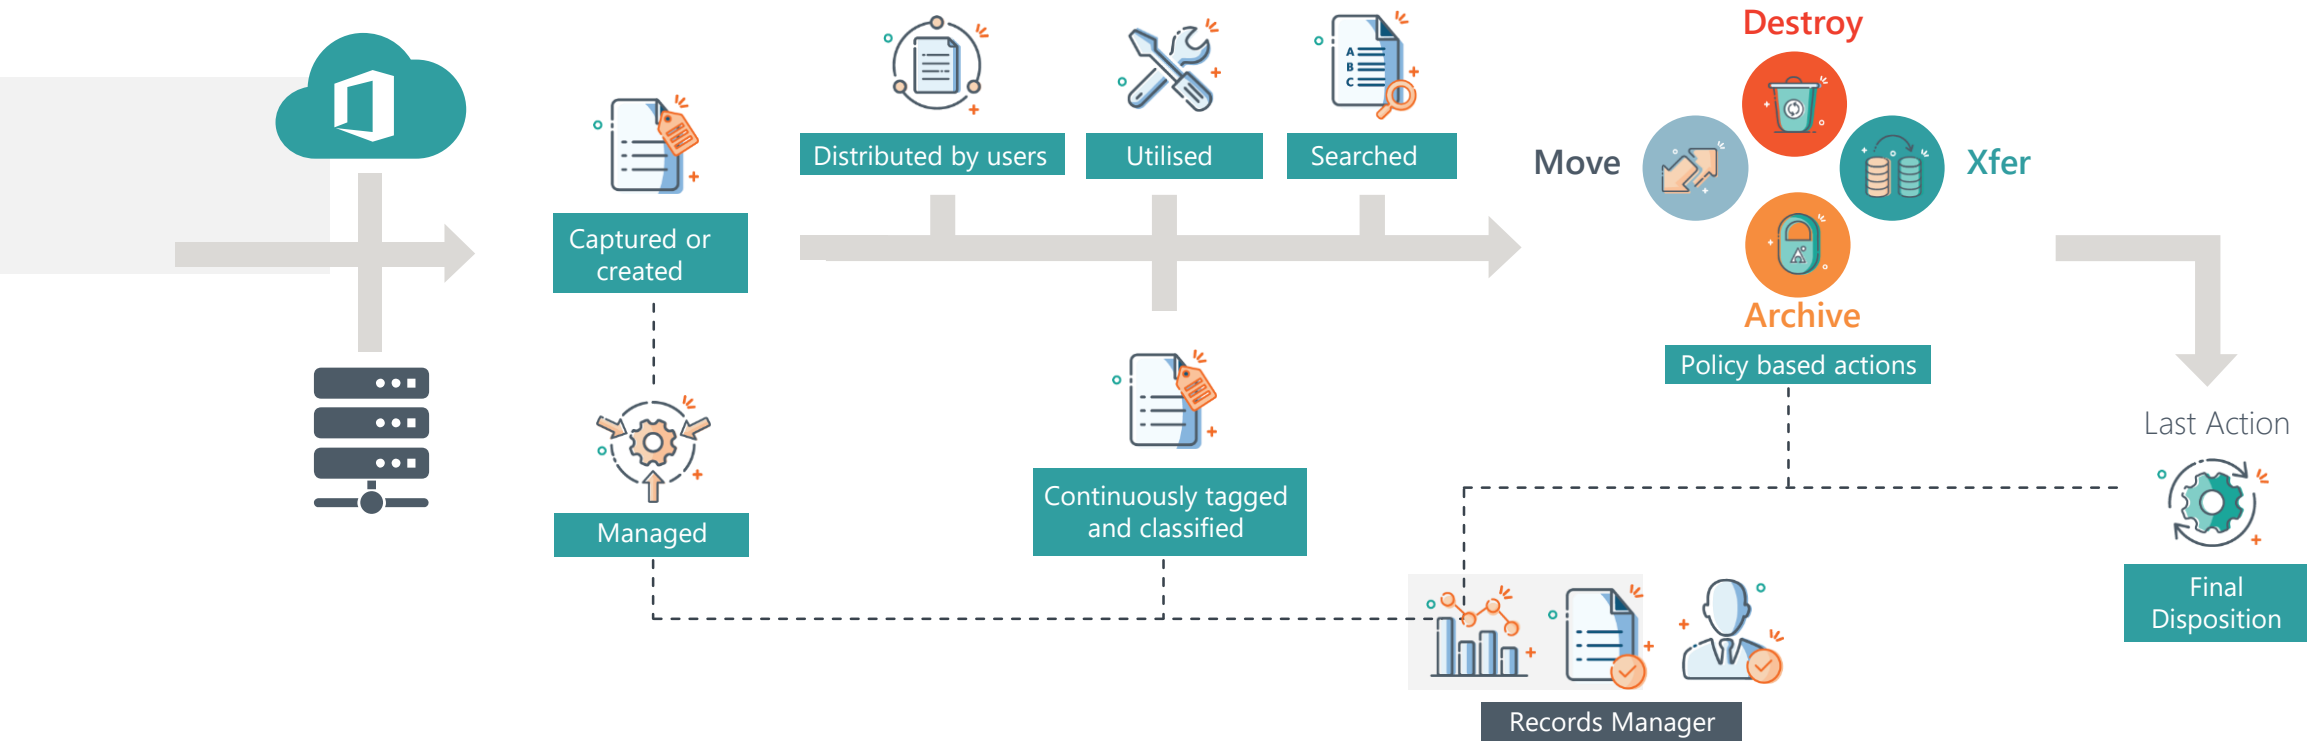 Destroy
Move
Xfer
Archive
Distributed by users
Utilised
Searched
A
B
C
Captured or
created
Policy based actions
Last Action
Continuously tagged
and classified
Managed
Final
Disposition
Records Manager